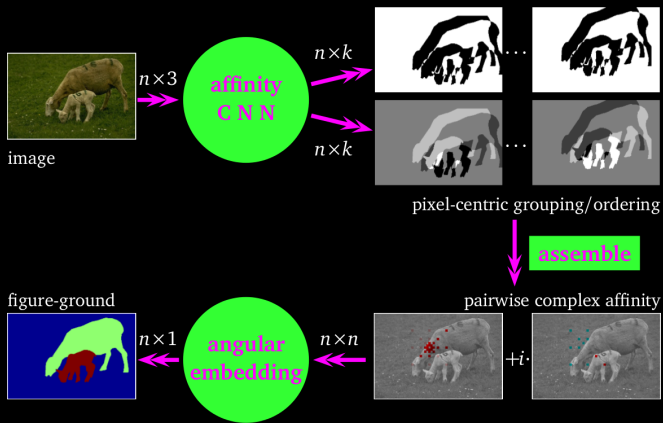 image
n×3
affinity
C N N
n×k
n×k
...
...
pixel-centric grouping/ordering
assemble
pairwise complex affinity
+i·
n×n
angular
embedding
n×1
figure-ground